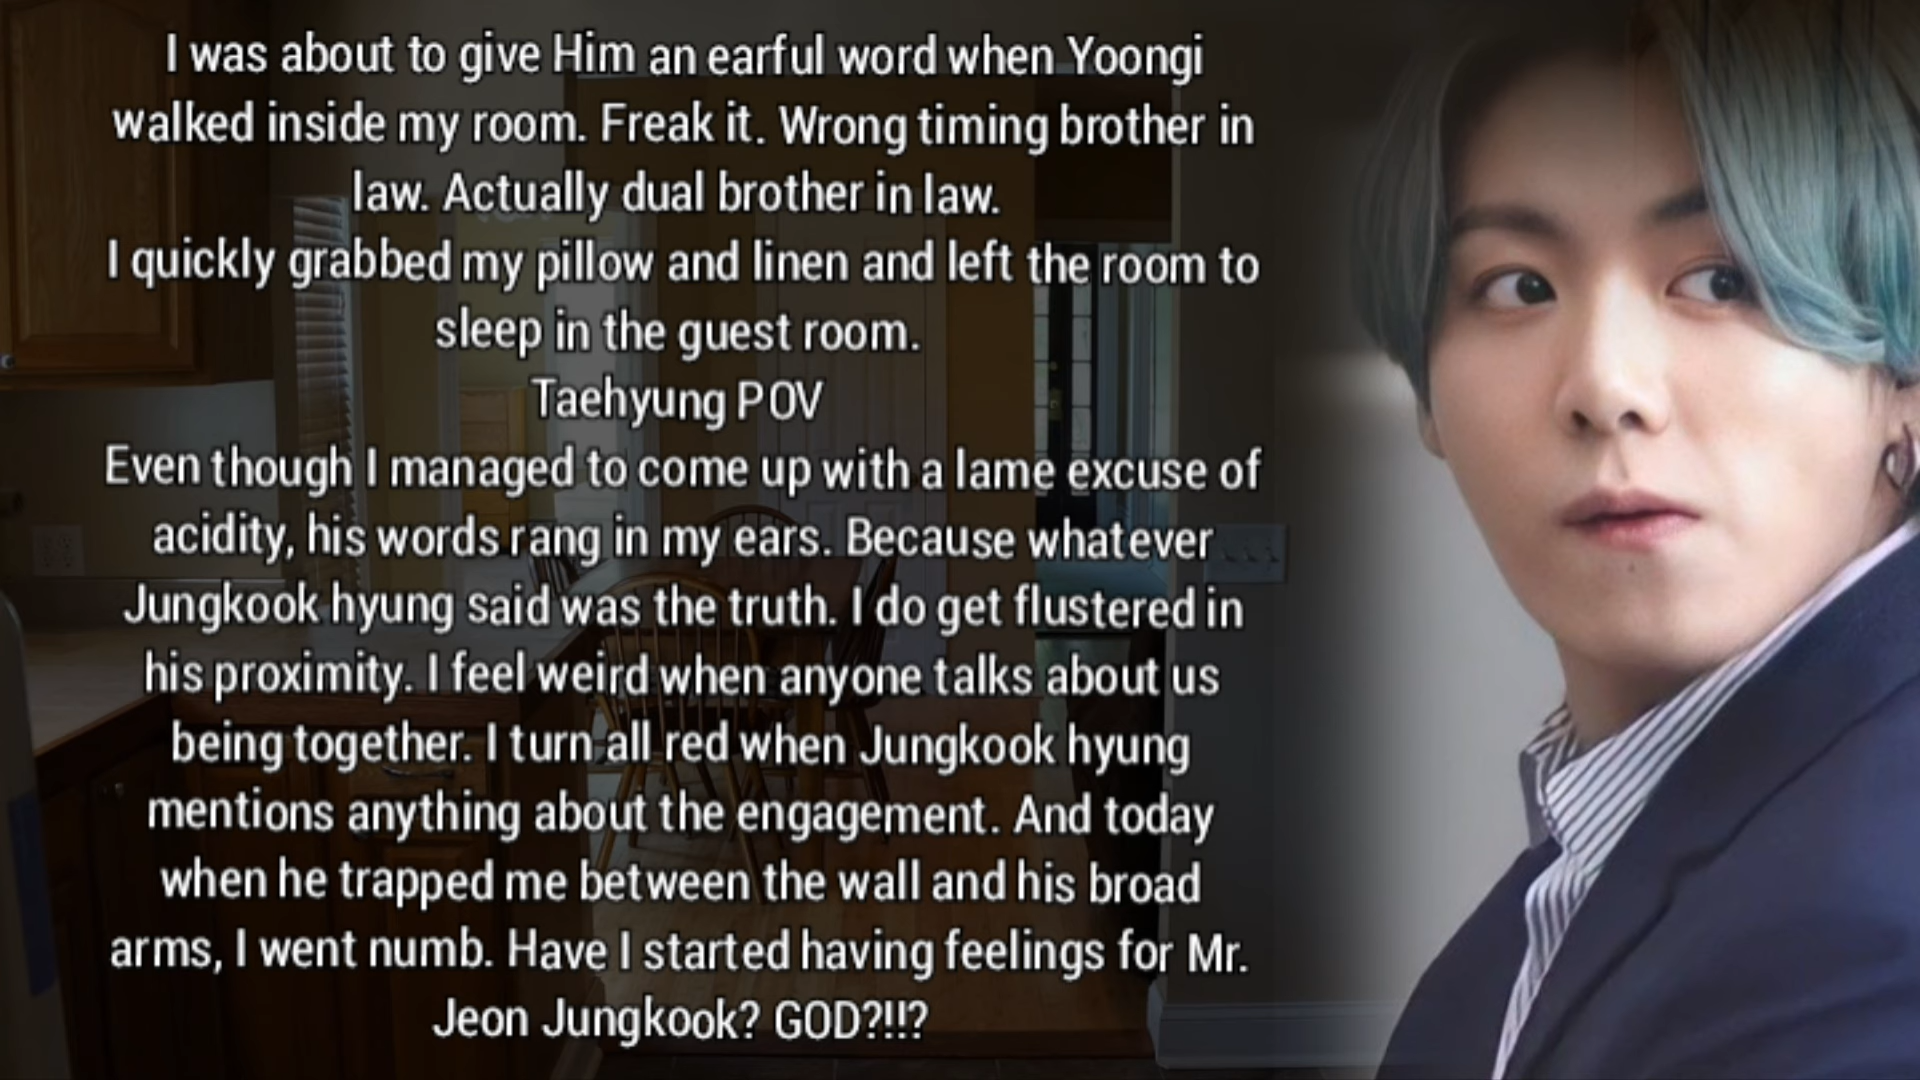 I was about to give Him an earful word when Yoongi
walked inside my room. Freak it. Wrong timing brother in
law. Actually dual brother in law.
I quickly grabbed my pillow and linen and left the room to
sleep in the guest room.
Taehyung POV
Even though I managed to come up with a lame excuse of
acidity, his words rang in my ears. Because whatever
Jungkook hyung said was the truth. I do get flustered in
his proximity. I feel weird when anyone talks about us
being together. I turn all red when Jungkook hyung
mentions anything about the engagement. And today
when he trapped me between the wall and his broad
arms, I went numb. Have I started having feelings for Mr.
Jeon Jungkook? GOD?!!?